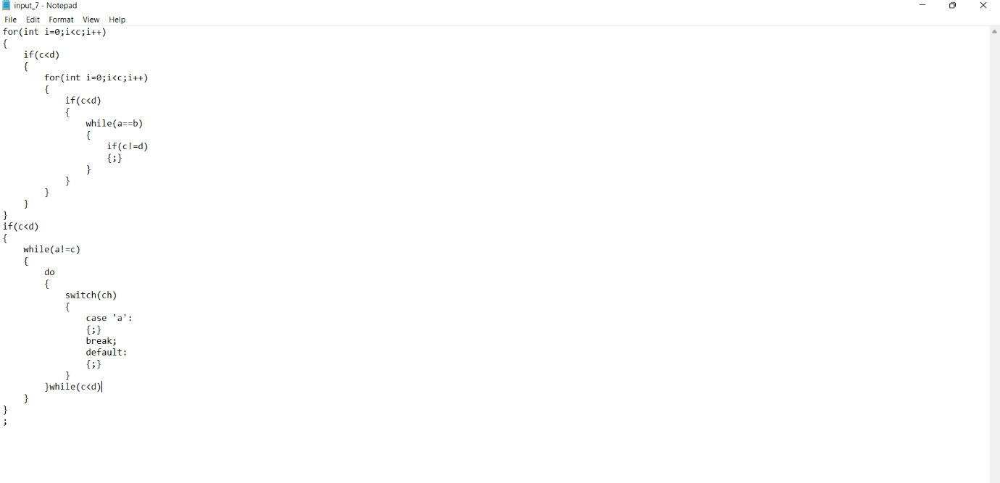 input_7 - Notepad
File Edit Format View Help
for(int i=0;i<c;i++)
{
    if(c<d)
    {
        for(int i=0;i<c;i++)
        {
            if(c<d)
            {
                while(a==b)
                {
                    if(c!=d)
                    {;}
                }
            }
        }
    }
}
if(c<d)
{
    while(a!=c)
    {
        do
        {
            switch(ch)
            {
                case 'a':
                {;}
                break;
                default:
                {;}
            }
        }while(c<d)
    }
}
;